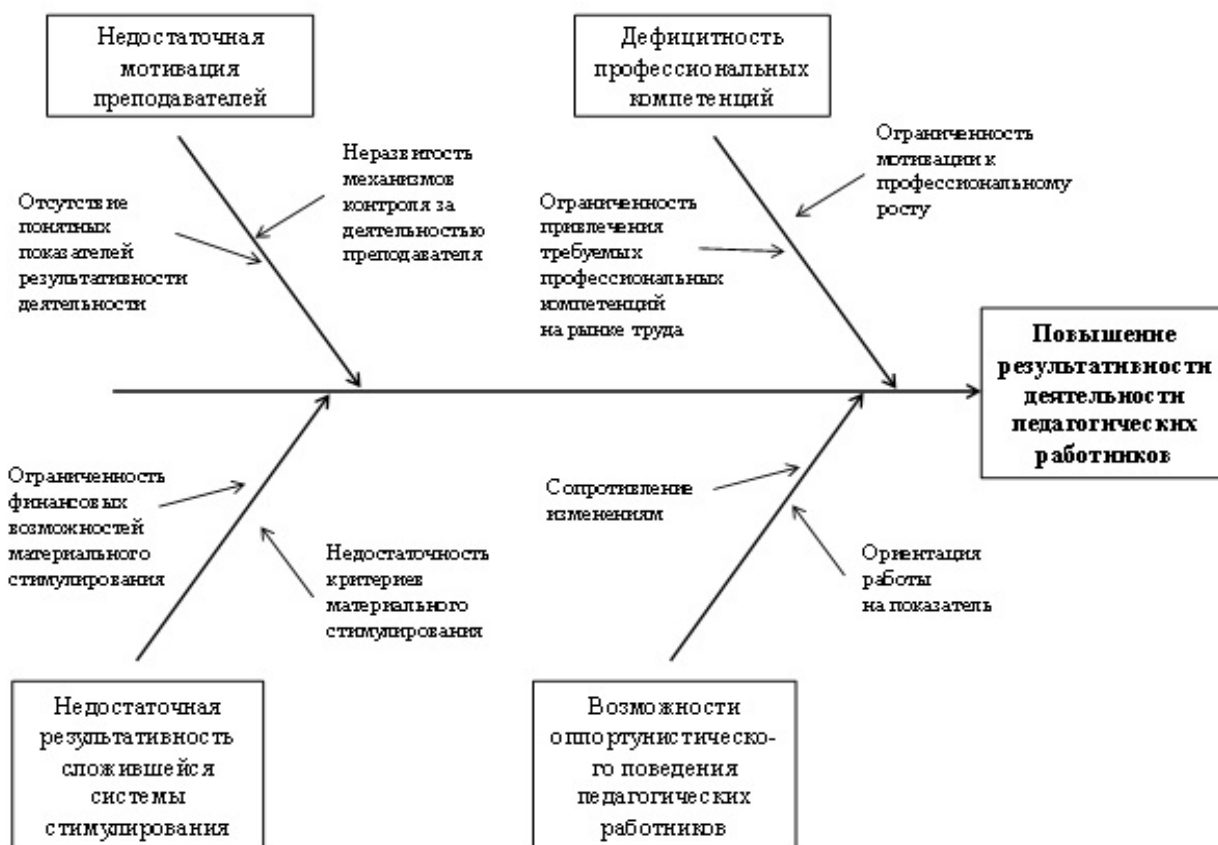 Недостаточная
мотивация
преподавателей
Дефицитность
профессиональных
компетенций
Неразвитость
механизмов
контроля за
деятельностью
преподавателя
Отсутствие
понятных
показателей
результативности
деятельности
Ограниченность
мотивации к
профессиональному
росту
Ограниченность
привлечения
требуемых
профессиональных
компетенций
на рынке труда
Повышение
результативности
деятельности
педагогических
работников
Ограниченность
финансовых
возможностей
материального
стимулирования
Недостаточность
критериев
материального
стимулирования
Сопротивление
изменениям
Ориентация
работы
на показатель
Недостаточная
результативность
сложившейся
системы
стимулирования
Возможности
оппортунистическо-
го поведения
педагогических
работников